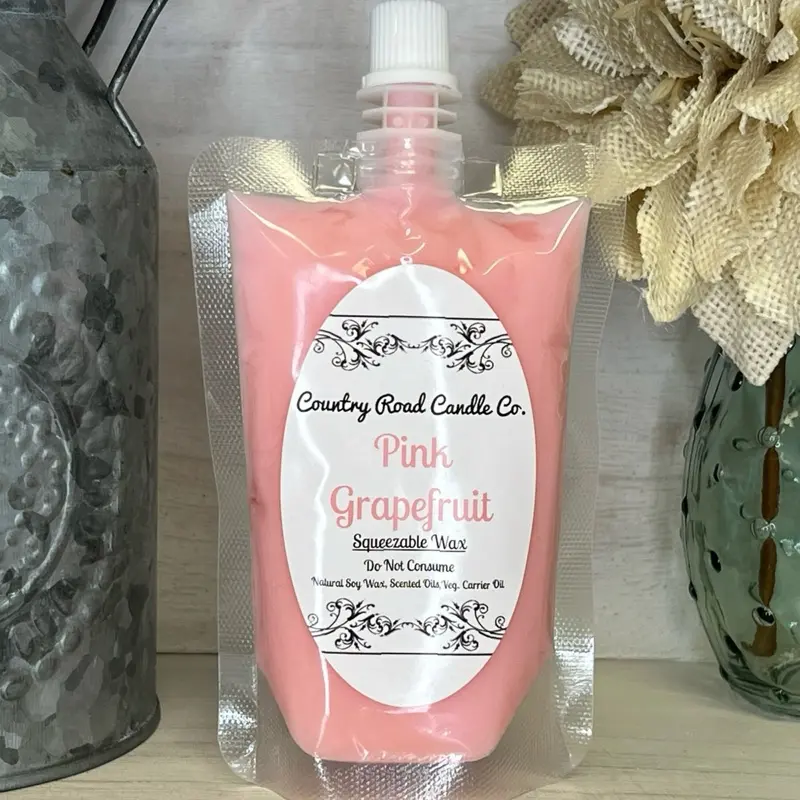 Country Road Candle Co.
Pink
Grapefruit
Squeezable Wax
Do Not Consume
Natural Soy Wax, Scented Oils,Veg. Carrier Oil